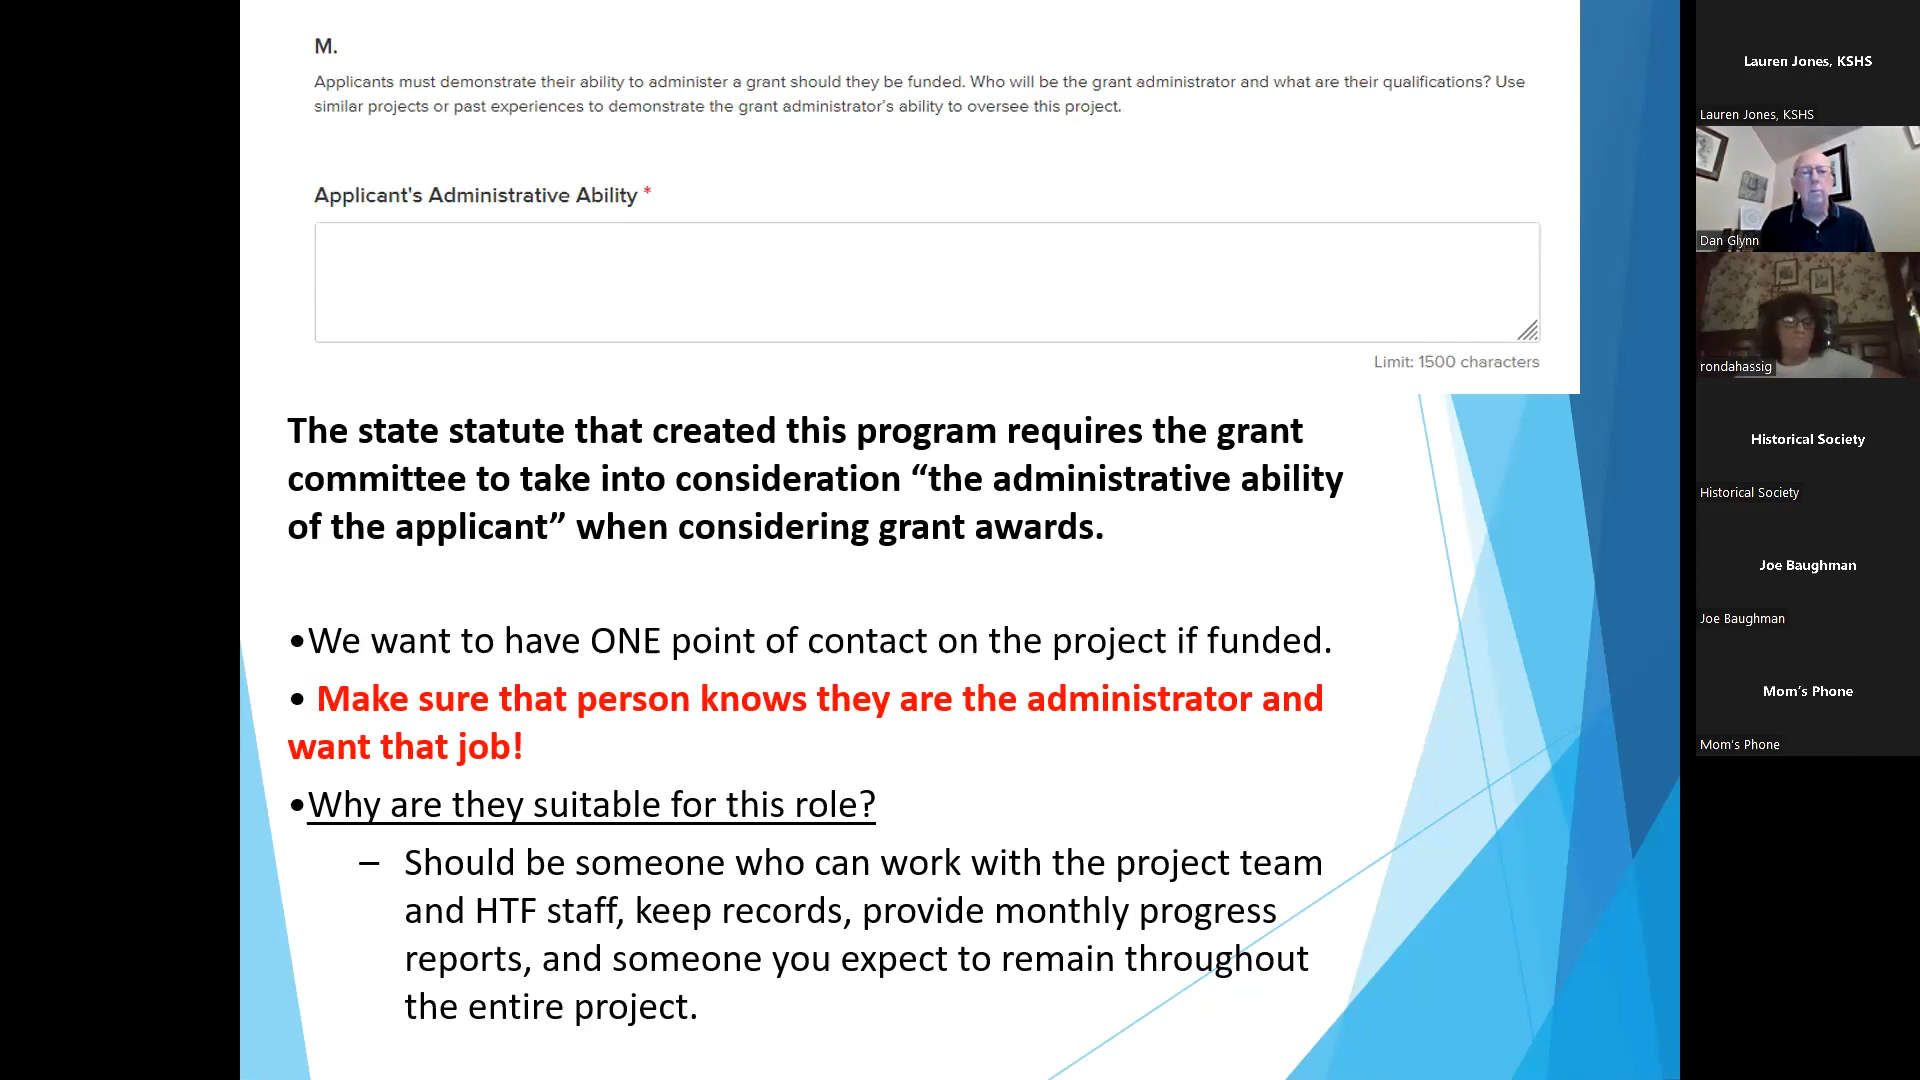 M.
Applicants must demonstrate their ability to administer a grant should they be funded. Who will be the grant administrator and what are their qualifications? Use
similar projects or past experiences to demonstrate the grant administrator's ability to oversee this project.
Applicant's Administrative Ability *
Limit: 1500 characters
The state statute that created this program requires the grant
committee to take into consideration “the administrative ability
of the applicant” when considering grant awards.
•We want to have ONE point of contact on the project if funded.
• Make sure that person knows they are the administrator and
want that job!
•Why are they suitable for this role?
– Should be someone who can work with the project team
and HTF staff, keep records, provide monthly progress
reports, and someone you expect to remain throughout
the entire project.
Lauren Jones, KSHS
Lauren Jones, KSHS
Dan Glynn
rondahassig
Historical Society
Historical Society
Joe Baughman
Joe Baughman
Mom's Phone
Mom's Phone